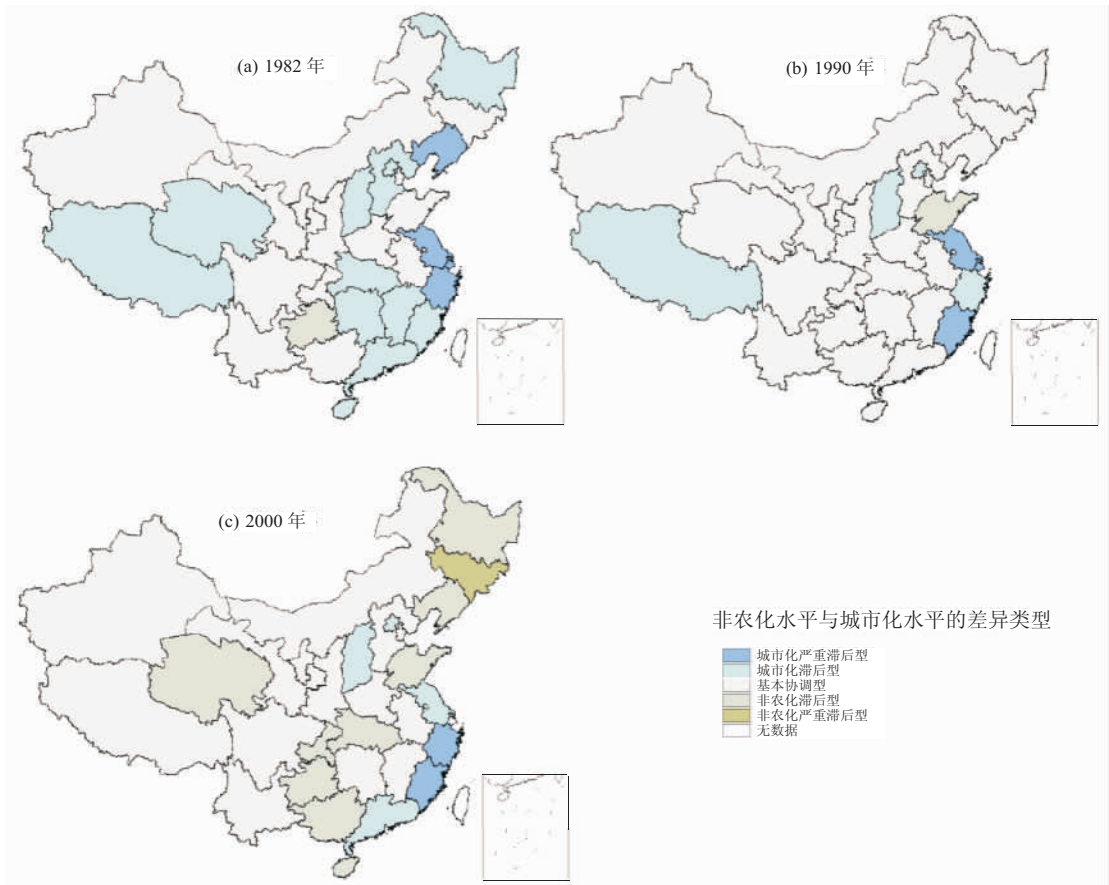 (a) 1982 年
(b) 1990 年
(c) 2000 年
非农化水平与城市化水平的差异类型
城市化严重滞后型
城市化滞后型
基本协调型
非农化滞后型
非农化严重滞后型
无数据